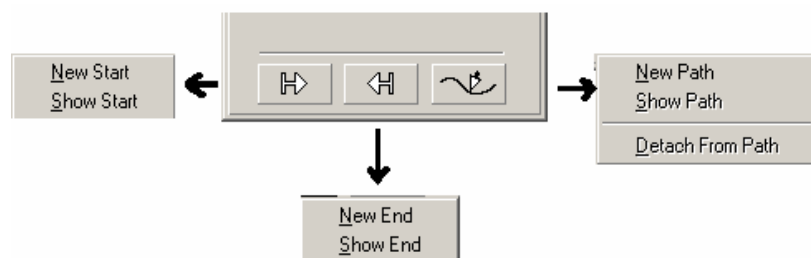 New Start
Show Start
New Path
Show Path
Detach From Path
New End
Show End